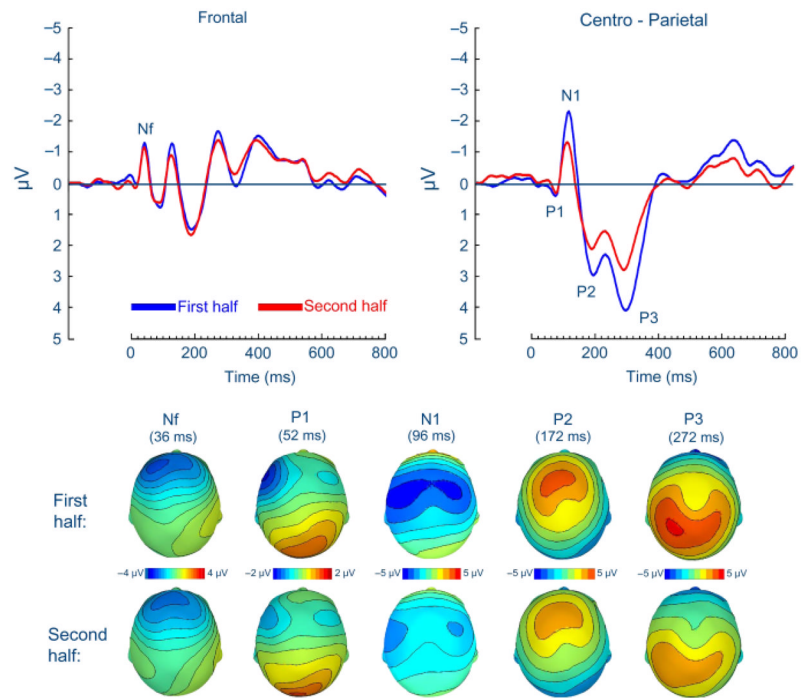 Frontal
Centro - Parietal
–5
–4
–3
–2
–1
0
1
2
3
4
5
µV
Nf
First half
Second half
0
200
400
600
800
Time (ms)
–5
–4
–3
–2
–1
0
1
2
3
4
5
µV
N1
P1
P2
P3
0
200
400
600
800
Time (ms)
Nf
(36 ms)
P1
(52 ms)
N1
(96 ms)
P2
(172 ms)
P3
(272 ms)
First
half:
–4 µV
4 µV
–2 µV
2 µV
–5 µV
5 µV
–5 µV
5 µV
–5 µV
5 µV
Second
half: